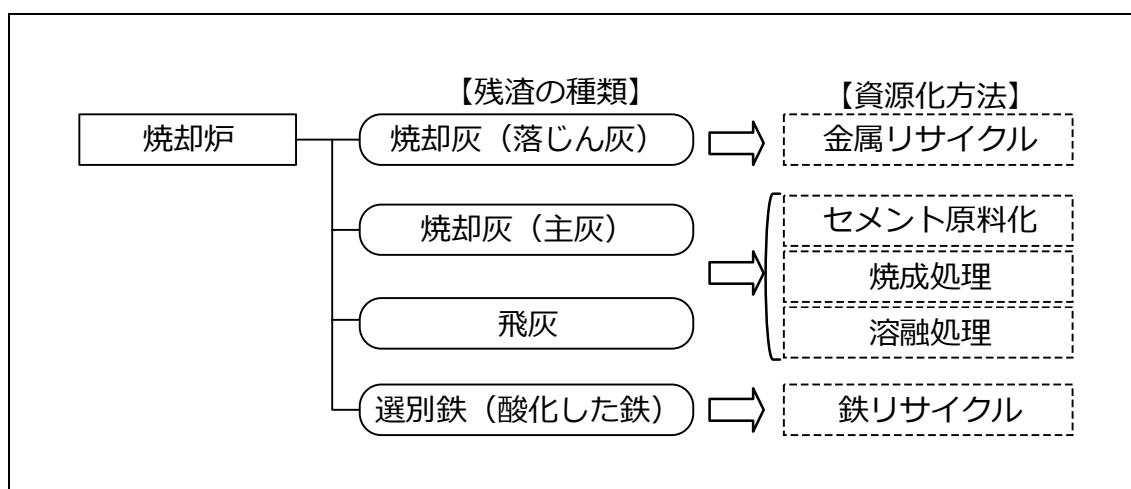 【残渣の種類】
【資源化方法】
焼却炉
焼却灰（落じん灰）
金属リサイクル
焼却灰（主灰）
セメント原料化
焼成処理
飛灰
溶融処理
選別鉄（酸化した鉄）
鉄リサイクル